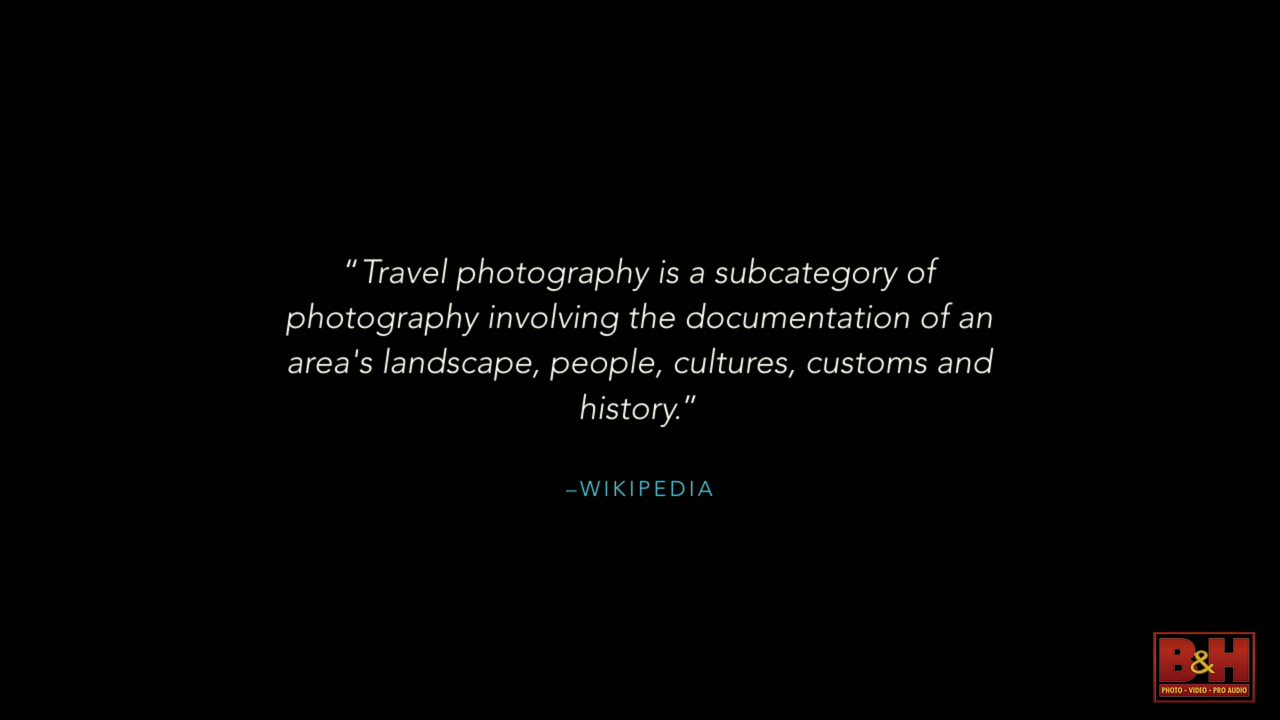 “Travel photography is a subcategory of
photography involving the documentation of an
area's landscape, people, cultures, customs and
history.”
–WIKIPEDIA
B&H
PHOTO - VIDEO - PRO AUDIO